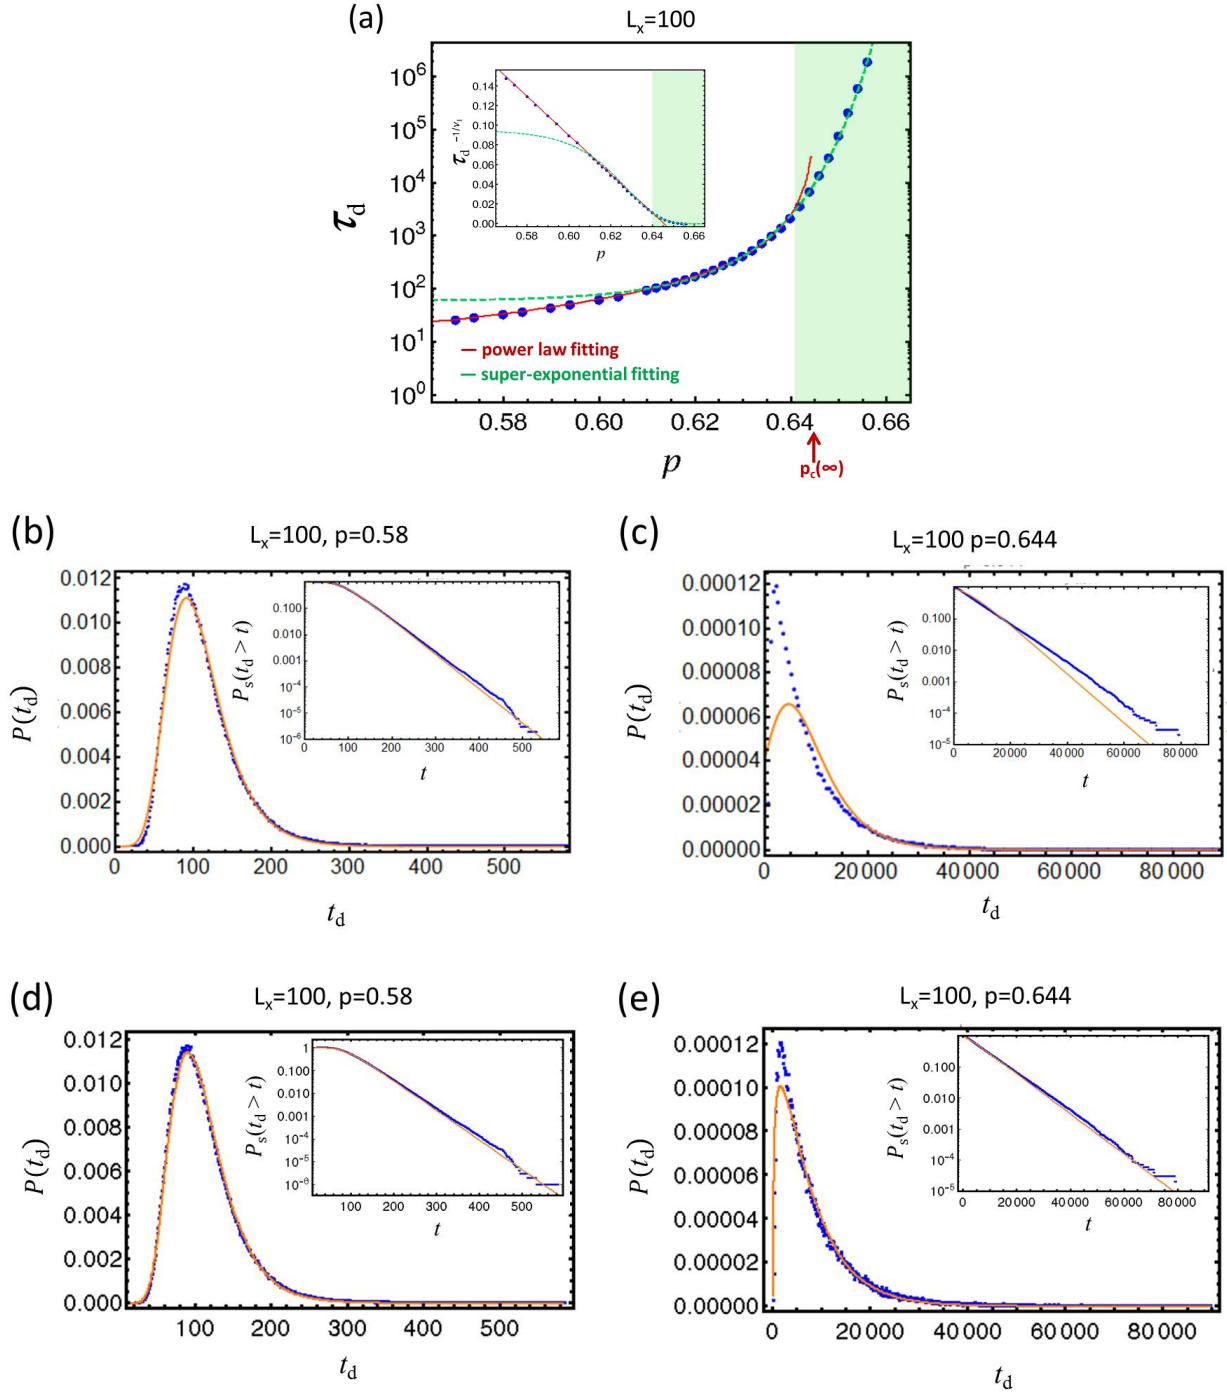 (a)
Lx=100
τd
10^6
10^5
10^4
10^3
10^2
10^1
10^0
0.58 0.60 0.62 0.64 0.66
p
pc(∞)
— power law fitting
— super-exponential fitting
τd^-1/ν∥
0.14
0.12
0.10
0.08
0.06
0.04
0.02
0.00
0.58 0.60 0.62 0.64 0.66
p
(b)
Lx=100, p=0.58
P(td)
0.012
0.010
0.008
0.006
0.004
0.002
0.000
0 100 200 300 400 500
td
Ps(td > t)
0.100
0.010
0.001
10^-4
10^-5
10^-6
0 100 200 300 400 500
t
(c)
Lx=100 p=0.644
P(td)
0.00012
0.00010
0.00008
0.00006
0.00004
0.00002
0.00000
0 20000 40000 60000 80000
td
Ps(td > t)
0.100
0.010
0.001
10^-4
10^-5
0 20000 40000 60000 80000
t
(d)
Lx=100, p=0.58
P(td)
0.012
0.010
0.008
0.006
0.004
0.002
0.000
100 200 300 400 500
td
Ps(td > t)
1
0.100
0.010
0.001
10^-4
10^-5
10^-6
100 200 300 400 500
t
(e)
Lx=100, p=0.644
P(td)
0.00012
0.00010
0.00008
0.00006
0.00004
0.00002
0.00000
0 20000 40000 60000 80000
td
Ps(td > t)
0.100
0.010
0.001
10^-4
10^-5
0 20000 40000 60000 80000
t